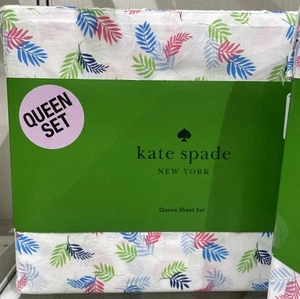 QUEEN
SET
kate spade
NEW YORK
Queen Sheet Set